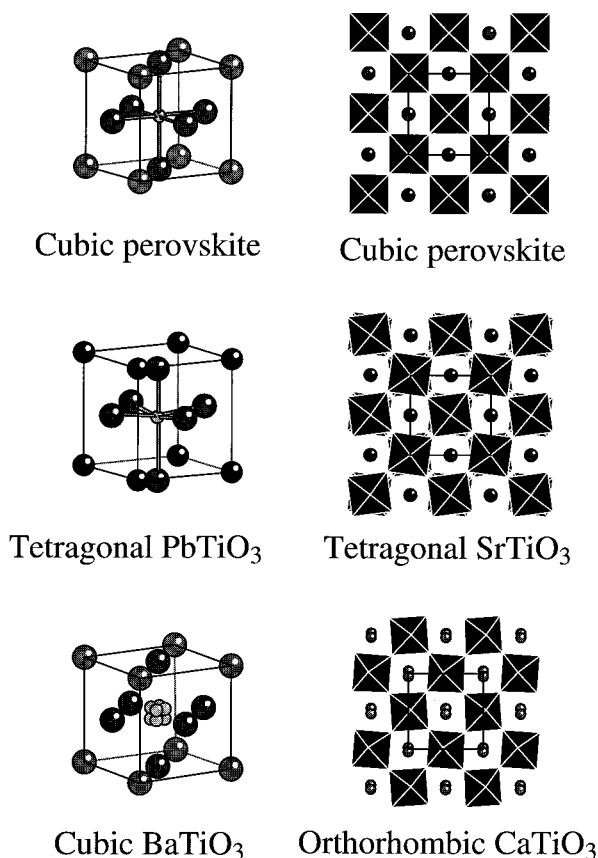 Cubic perovskite
Cubic perovskite
Tetragonal PbTiO₃
Tetragonal SrTiO₃
Cubic BaTiO₃
Orthorhombic CaTiO₃